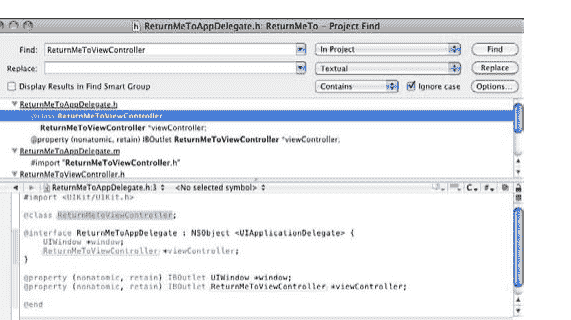 ReturnMeToAppDelegate.h: ReturnMeTo – Project Find
Find: ReturnMeToViewController In Project Find
Replace: Textual Replace
Display Results in Find Smart Group Contains Ignore case Options...
ReturnMeToAppDelegate.h
@class ReturnMeToViewController
ReturnMeToViewController *viewController;
@property (nonatomic, retain) IBOutlet ReturnMeToViewController *viewController;
ReturnMeToAppDelegate.m
#import "ReturnMeToViewController.h"
ReturnMeToViewController.h
ReturnMeToAppDelegate.h:3 <No selected symbol> C #
#import <UIKit/UIKit.h>
@class ReturnMeToViewController;
@interface ReturnMeToAppDelegate : NSObject <UIApplicationDelegate> {
UIWindow *window;
ReturnMeToViewController *viewController;
}
@property (nonatomic, retain) IBOutlet UIWindow *window;
@property (nonatomic, retain) IBOutlet ReturnMeToViewController *viewController;
@end